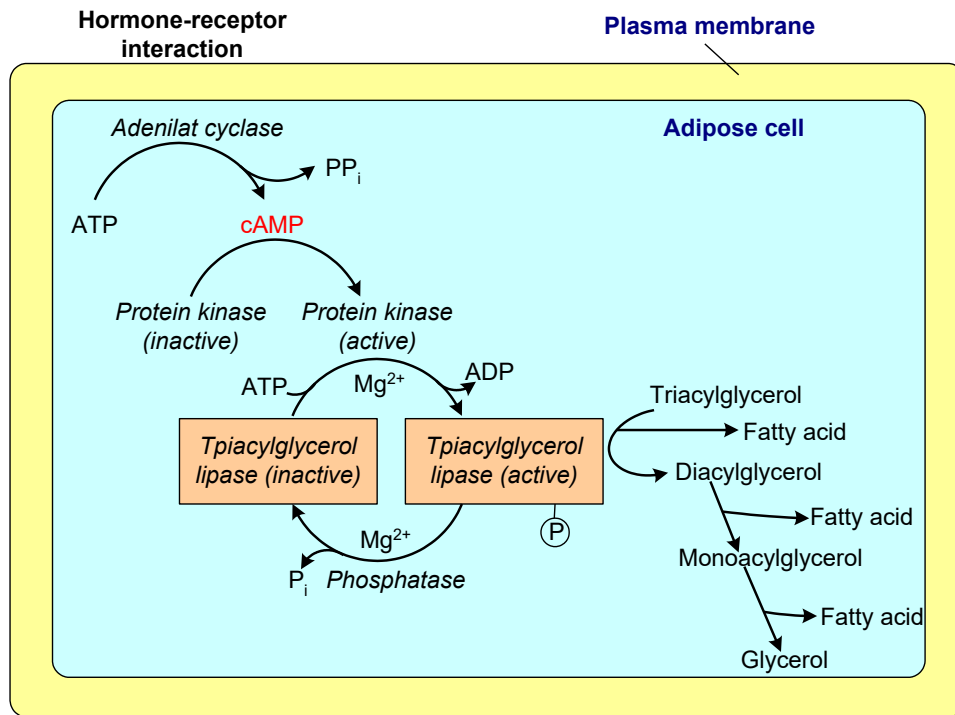 Hormone-receptor
interaction
Plasma membrane
Adenilat cyclase
Adipose cell
PPi
ATP
cAMP
Protein kinase
(inactive)
Protein kinase
(active)
ATP
Mg2+
ADP
Triacylglycerol
Fatty acid
Tpiacylglycerol
lipase (inactive)
Tpiacylglycerol
lipase (active)
Diacylglycerol
P
Fatty acid
Mg2+
Monoacylglycerol
Pi
Phosphatase
Fatty acid
Glycerol